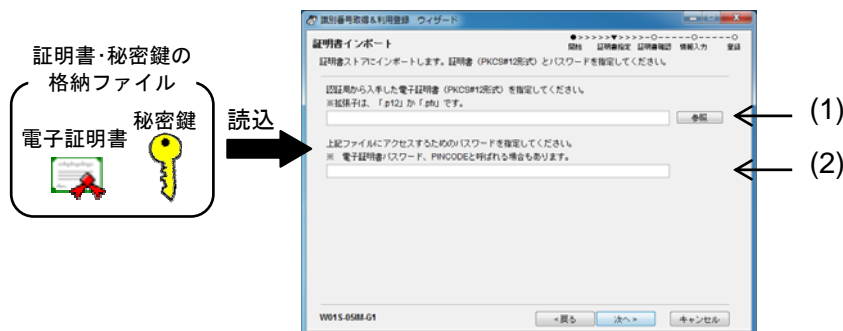 証明書・秘密鍵の
格納ファイル
電子証明書
秘密鍵
読込
識別番号取得&利用登録 ウィザード
証明書インポート
●>>>>>▼>>>>-○-----○-----○
開始 証明書指定 証明書確認 情報入力 登録
証明書ストアにインポートします。証明書(PKCS#12形式)とパスワードを指定してください。
認証局から入手した電子証明書(PKCS#12形式)を指定してください。
※拡張子は、「.p12」か「.pfx」です。
参照
(1)
上記ファイルにアクセスするためのパスワードを指定してください。
※ 電子証明書パスワード、PINCODEと呼ばれる場合もあります。
(2)
W01S-05IM-G1
<戻る
次へ>
キャンセル